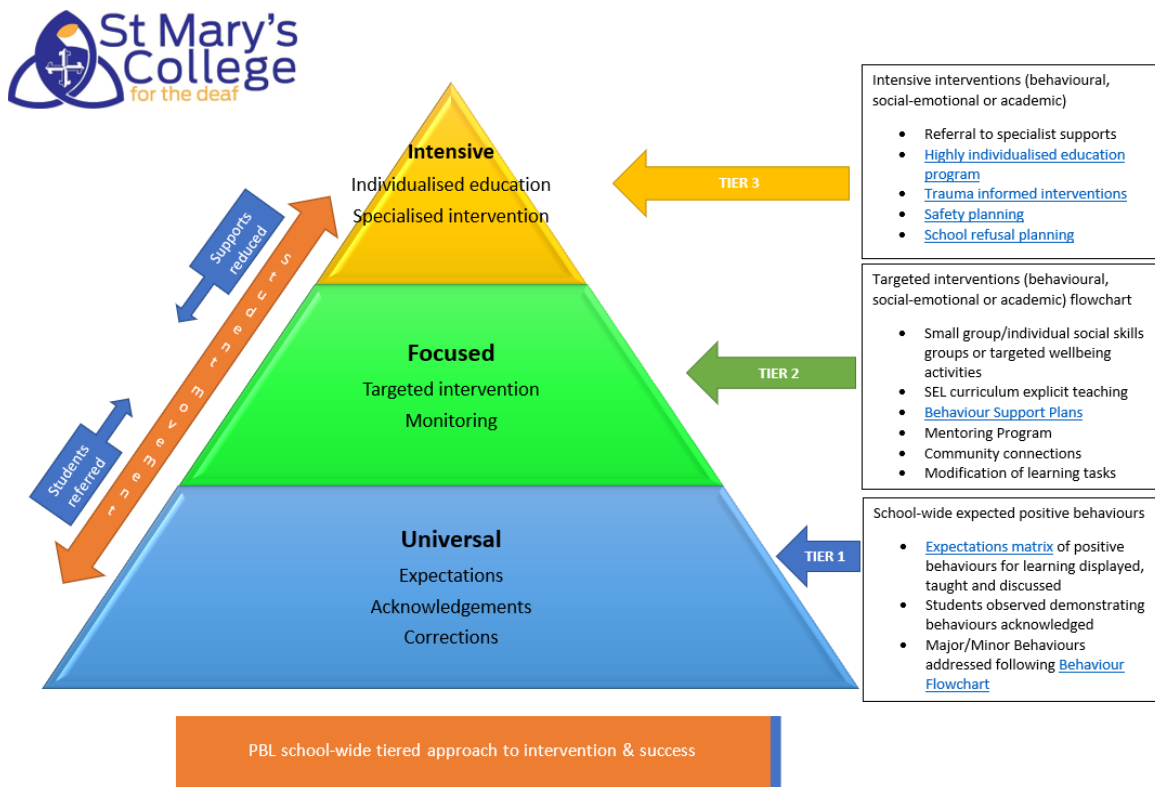 St Mary's
College
for the deaf
Intensive
Individualised education
Specialised intervention
Focused
Targeted intervention
Monitoring
Universal
Expectations
Acknowledgements
Corrections
Supports
reduced
Student Movement
Students
referred
TIER 3
TIER 2
TIER 1
Intensive interventions (behavioural,
social-emotional or academic)
• Referral to specialist supports
• Highly individualised education
program
• Trauma informed interventions
• Safety planning
• School refusal planning
Targeted interventions (behavioural,
social-emotional or academic) flowchart
• Small group/individual social skills
groups or targeted wellbeing
activities
• SEL curriculum explicit teaching
• Behaviour Support Plans
• Mentoring Program
• Community connections
• Modification of learning tasks
School-wide expected positive behaviours
• Expectations matrix of positive
behaviours for learning displayed,
taught and discussed
• Students observed demonstrating
behaviours acknowledged
• Major/Minor Behaviours
addressed following Behaviour
Flowchart
PBL school-wide tiered approach to intervention & success